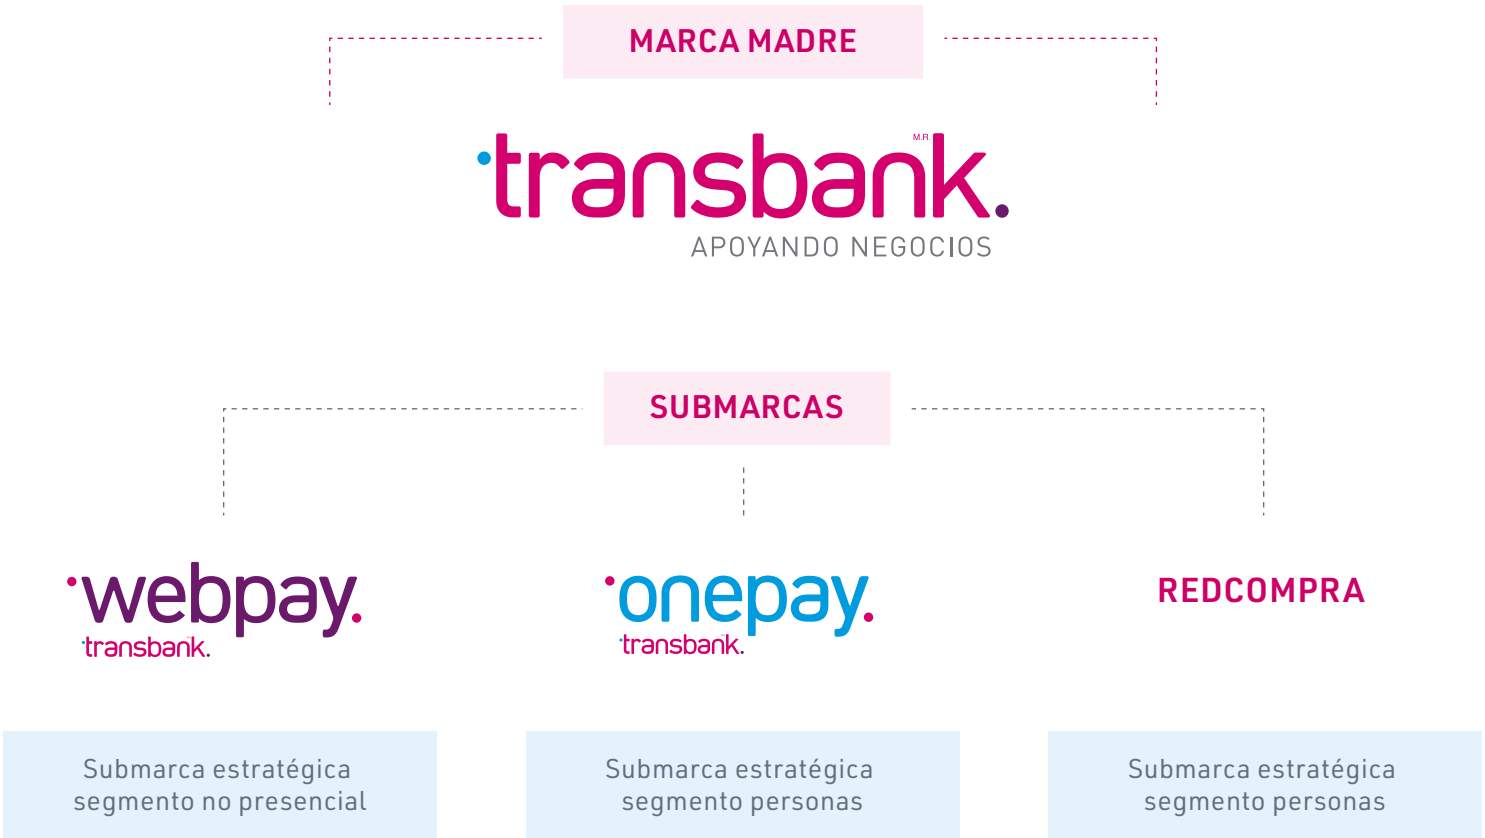 MARCA MADRE
transbank.
M.R.
APOYANDO NEGOCIOS
SUBMARCAS
webpay.
transbank.
onepay.
transbank.
REDCOMPRA
Submarca estratégica
segmento no presencial
Submarca estratégica
segmento personas
Submarca estratégica
segmento personas